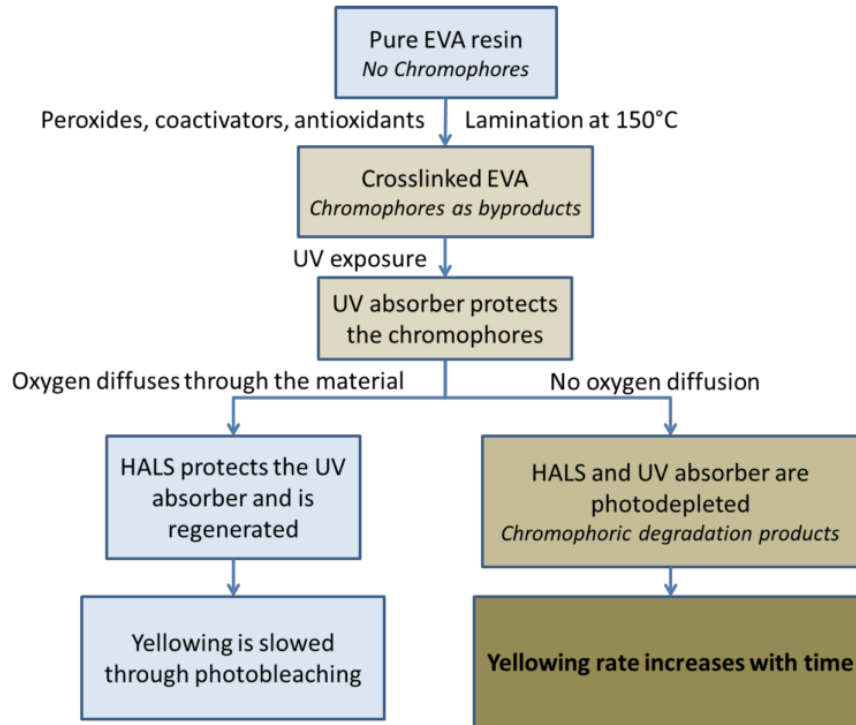 Pure EVA resin
No Chromophores
Peroxides, coactivators, antioxidants
Lamination at 150°C
Crosslinked EVA
Chromophores as byproducts
UV exposure
UV absorber protects
the chromophores
Oxygen diffuses through the material
No oxygen diffusion
HALS protects the UV
absorber and is
regenerated
HALS and UV absorber are
photodepleted
Chromophoric degradation products
Yellowing is slowed
through photobleaching
Yellowing rate increases with time